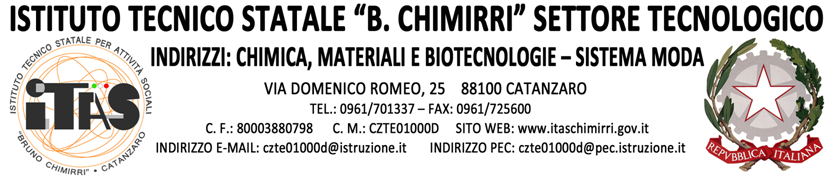 ISTITUTO TECNICO STATALE “B. CHIMIRRI” SETTORE TECNOLOGICO
INDIRIZZI: CHIMICA, MATERIALI E BIOTECNOLOGIE – SISTEMA MODA
VIA DOMENICO ROMEO, 25 88100 CATANZARO
TEL.: 0961/701337 – FAX: 0961/725600
C. F.: 80003880798 C. M.: CZTE01000D SITO WEB: www.itaschimirri.gov.it
INDIRIZZO E-MAIL: czte01000d@istruzione.it INDIRIZZO PEC: czte01000d@pec.istruzione.it
ISTITUTO TECNICO STATALE PER ATTIVITÀ SOCIALI
iTAS
"BRUNO CHIMIRRI" • CATANZARO
REPVBBLICA ITALIANA